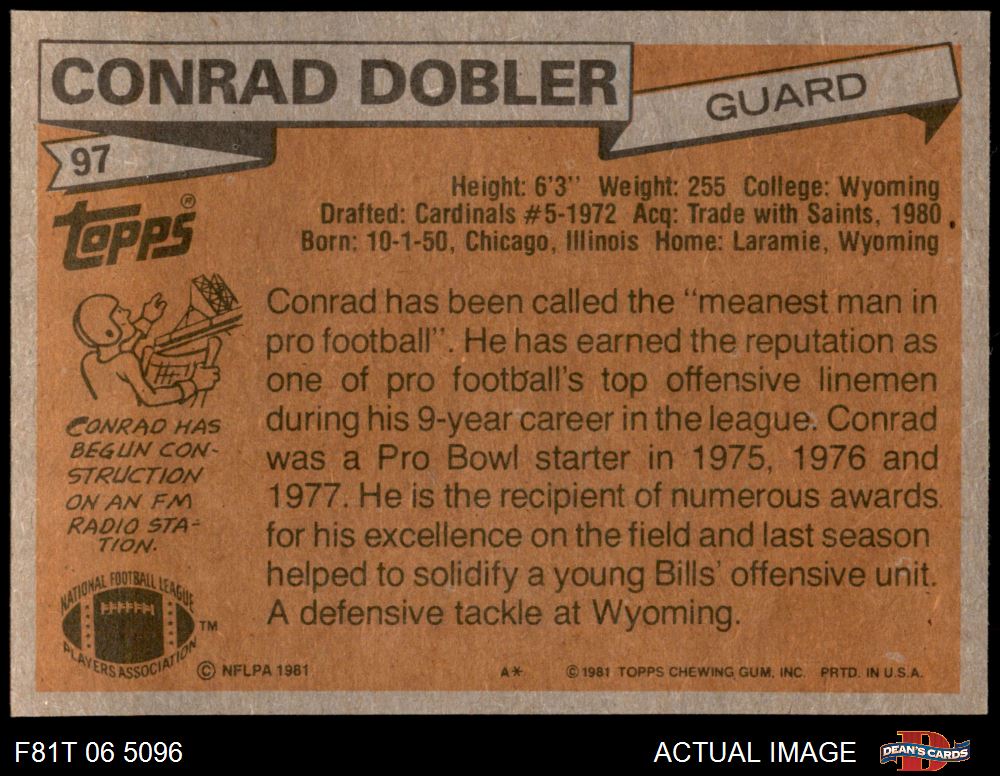 CONRAD DOBLER
GUARD
97
Topps®
Height: 6'3" Weight: 255 College: Wyoming
Drafted: Cardinals #5-1972 Acq: Trade with Saints, 1980.
Born: 10-1-50, Chicago, Illinois Home: Laramie, Wyoming
Conrad has been called the "meanest man in
pro football". He has earned the reputation as
one of pro football's top offensive linemen
during his 9-year career in the league. Conrad
was a Pro Bowl starter in 1975, 1976 and
1977. He is the recipient of numerous awards
for his excellence on the field and last season
helped to solidify a young Bills' offensive unit.
A defensive tackle at Wyoming.
CONRAD HAS
BEGUN CON-
STRUCTION
ON AN FM
RADIO STA-
TION.
NATIONAL FOOTBALL LEAGUE
PLAYERS ASSOCIATION
TM
© NFLPA 1981
A*
© 1981 TOPPS CHEWING GUM, INC. PRTD. IN U.S.A.
F81T 06 5096
ACTUAL IMAGE
D
DEAN'S CARDS